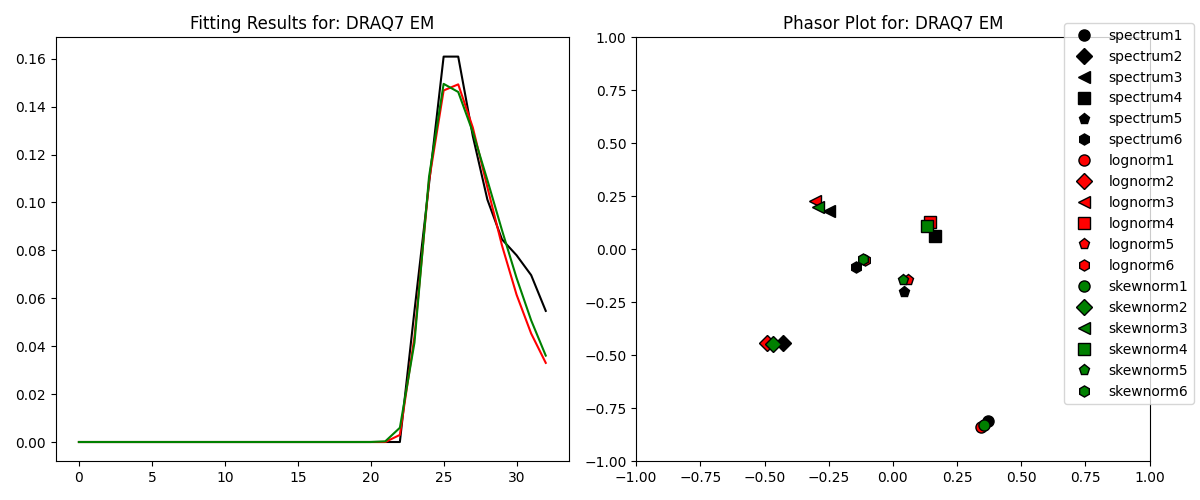 Fitting Results for: DRAQ7 EM
0.16
0.14
0.12
0.10
0.08
0.06
0.04
0.02
0.00
0
5
10
15
20
25
30
Phasor Plot for: DRAQ7 EM
1.00
0.75
0.50
0.25
0.00
−0.25
−0.50
−0.75
−1.00
−1.00
−0.75
−0.50
−0.25
0.00
0.25
0.50
0.75
1.00
spectrum1
spectrum2
spectrum3
spectrum4
spectrum5
spectrum6
lognorm1
lognorm2
lognorm3
lognorm4
lognorm5
lognorm6
skewnorm1
skewnorm2
skewnorm3
skewnorm4
skewnorm5
skewnorm6